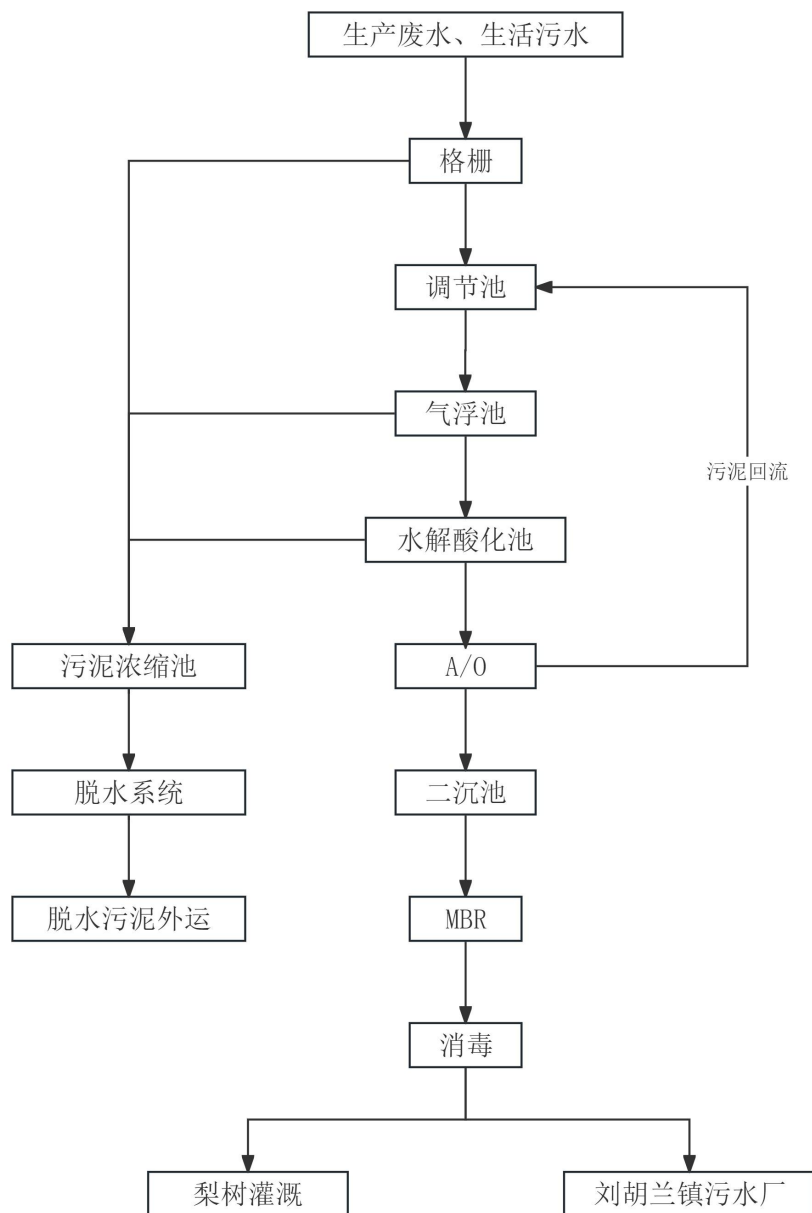 生产废水、生活污水
格栅
调节池
气浮池
污泥回流
水解酸化池
污泥浓缩池
A/O
脱水系统
二沉池
脱水污泥外运
MBR
消毒
梨树灌溉
刘胡兰镇污水厂